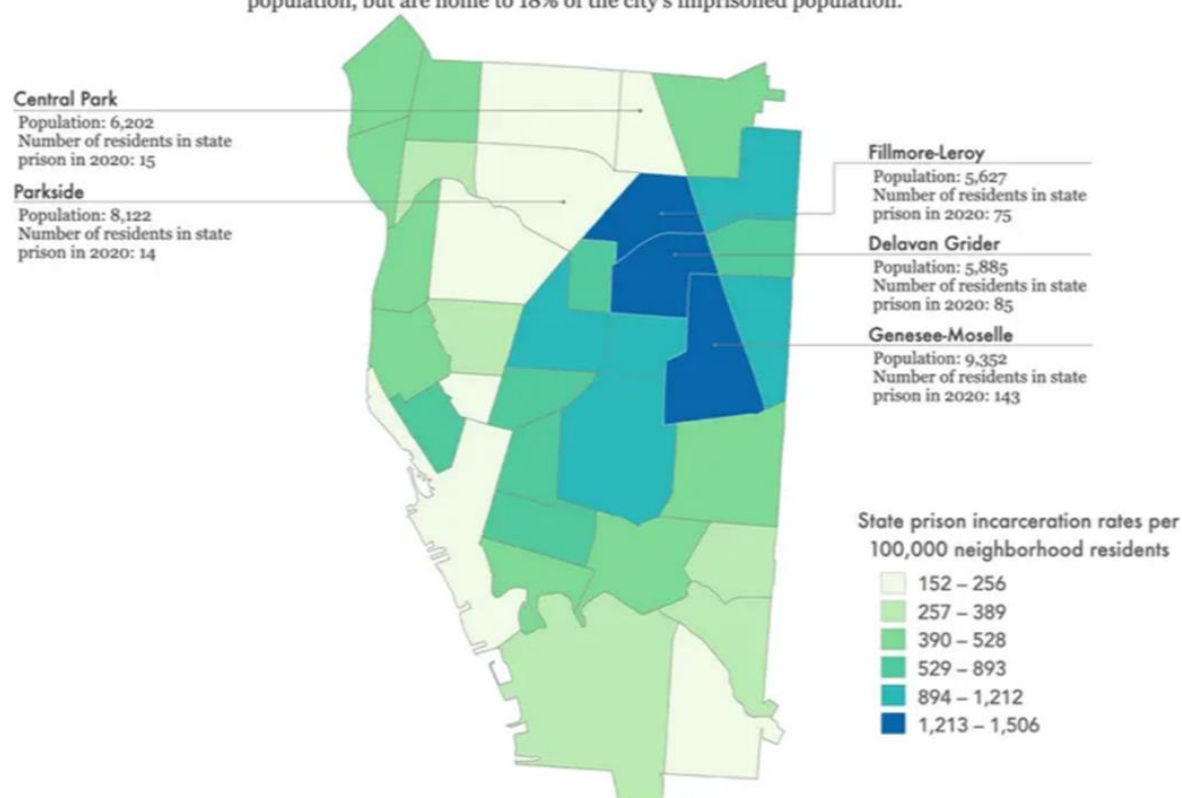 population, but are home to 18% of the city's imprisoned population.
Central Park
Population: 6,202
Number of residents in state
prison in 2020: 15
Parkside
Population: 8,122
Number of residents in state
prison in 2020: 14
Fillmore-Leroy
Population: 5,627
Number of residents in state
prison in 2020: 75
Delavan Grider
Population: 5,885
Number of residents in state
prison in 2020: 85
Genesee-Moselle
Population: 9,352
Number of residents in state
prison in 2020: 143
State prison incarceration rates per
100,000 neighborhood residents
152 – 256
257 – 389
390 – 528
529 – 893
894 – 1,212
1,213 – 1,506